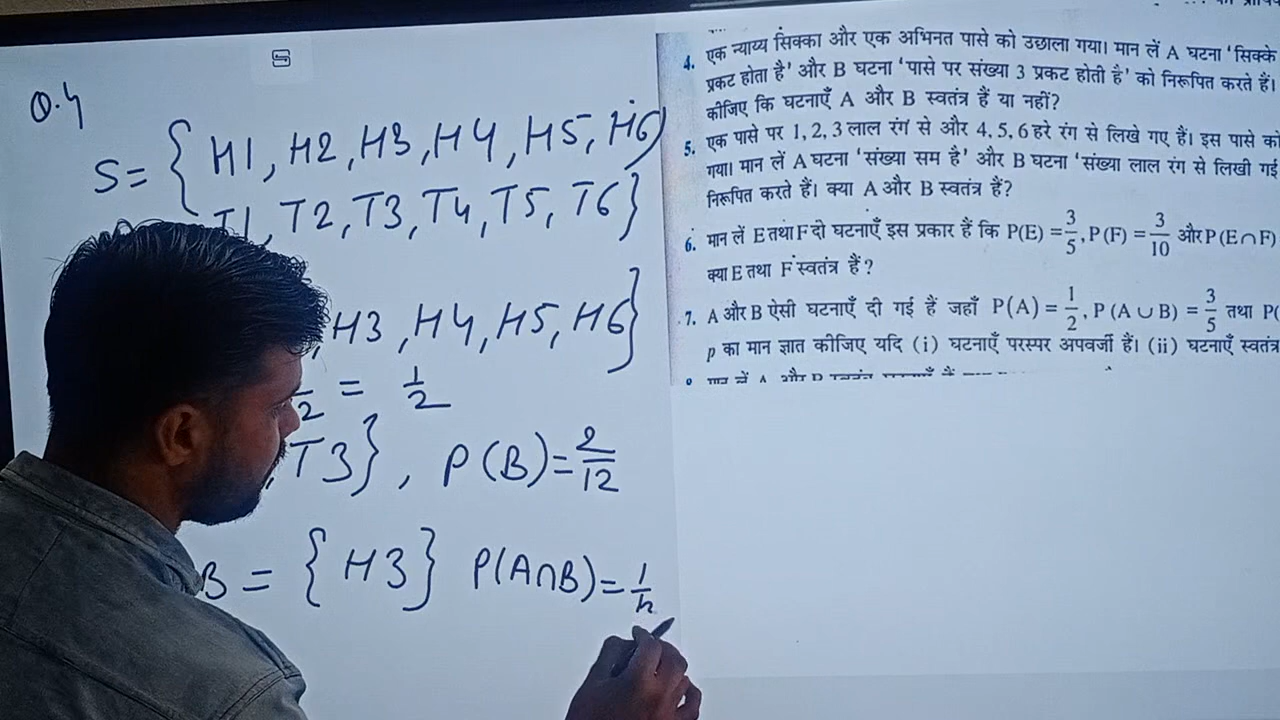 Q.4
S = { H1, H2, H3, H4, H5, H6
T1, T2, T3, T4, T5, T6 }
, H3, H4, H5, H6 }
2 = 1/2
, T3 } , P(B) = 2/12
B = { H3 } P(A∩B) = 1/12
4. एक न्याय्य सिक्का और एक अभिनत पासे को उछाला गया। मान लें A घटना 'सिक्के
प्रकट होता है' और B घटना 'पासे पर संख्या 3 प्रकट होती है' को निरूपित करते हैं।
कीजिए कि घटनाएँ A और B स्वतंत्र हैं या नहीं?
5. एक पासे पर 1, 2, 3 लाल रंग से और 4, 5, 6 हरे रंग से लिखे गए हैं। इस पासे को
गया। मान लें A घटना 'संख्या सम है' और B घटना 'संख्या लाल रंग से लिखी गई
निरूपित करते हैं। क्या A और B स्वतंत्र हैं?
6. मान लें E तथा F दो घटनाएँ इस प्रकार हैं कि P(E) = 3/5, P(F) = 3/10 और P(E∩F)
क्या E तथा F स्वतंत्र हैं?
7. A और B ऐसी घटनाएँ दी गई हैं जहाँ P(A) = 1/2, P(A∪B) = 3/5 तथा P(
p का मान ज्ञात कीजिए यदि (i) घटनाएँ परस्पर अपवर्जी हैं। (ii) घटनाएँ स्वतंत्र